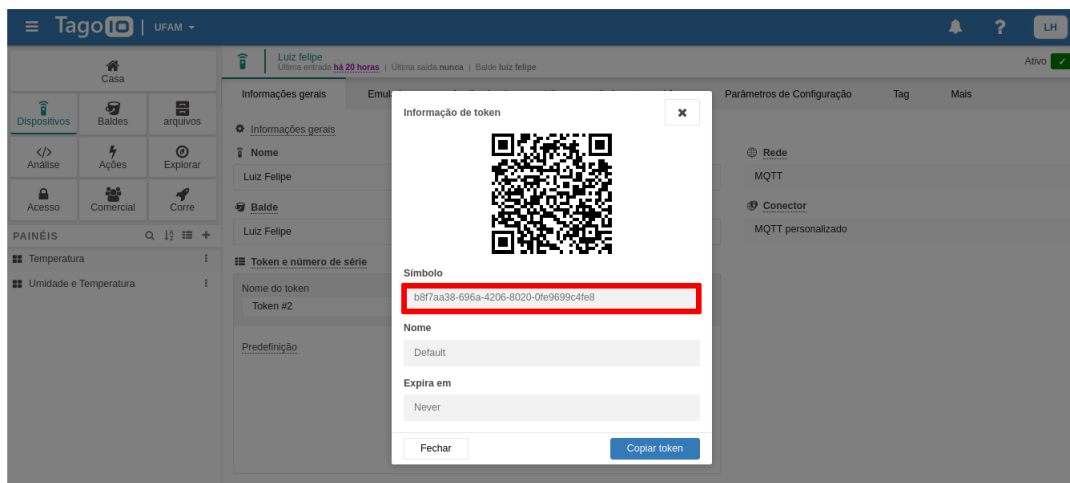 TagoIO | UFAM
LH
Casa
Dispositivos
Baldes
arquivos
Análise
Ações
Explorar
Acesso
Comercial
Corre
PAINÉIS
Temperatura
Umidade e Temperatura
Luiz felipe
Última entrada há 20 horas | Última saída nunca | Balde luiz felipe
Ativo
Informações gerais
Parâmetros de Configuração
Tag
Mais
Informações gerais
Nome
Luiz Felipe
Balde
Luiz Felipe
Token e número de série
Nome do token
Token #2
Predefinição
Rede
MQTT
Conector
MQTT personalizado
Informação de token
Símbolo
b8f7aa38-696a-4206-8020-0fe9699c4fe8
Nome
Default
Expira em
Never
Fechar
Copiar token